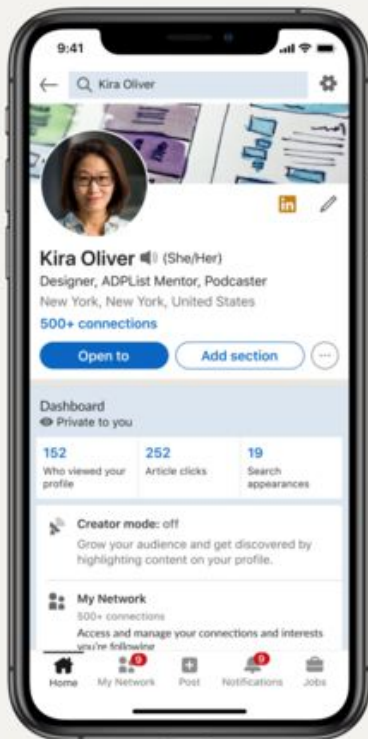 9:41
Kira Oliver
in
Kira Oliver (She/Her)
Designer, ADPList Mentor, Podcaster
New York, New York, United States
500+ connections
Open to
Add section
Dashboard
Private to you
152
Who viewed your
profile
252
Article clicks
19
Search
appearances
Creator mode: off
Grow your audience and get discovered by
highlighting content on your profile.
My Network
500+ connections
Access and manage your connections and interests
you're following
9
9
Home
My Network
Post
Notifications
Jobs